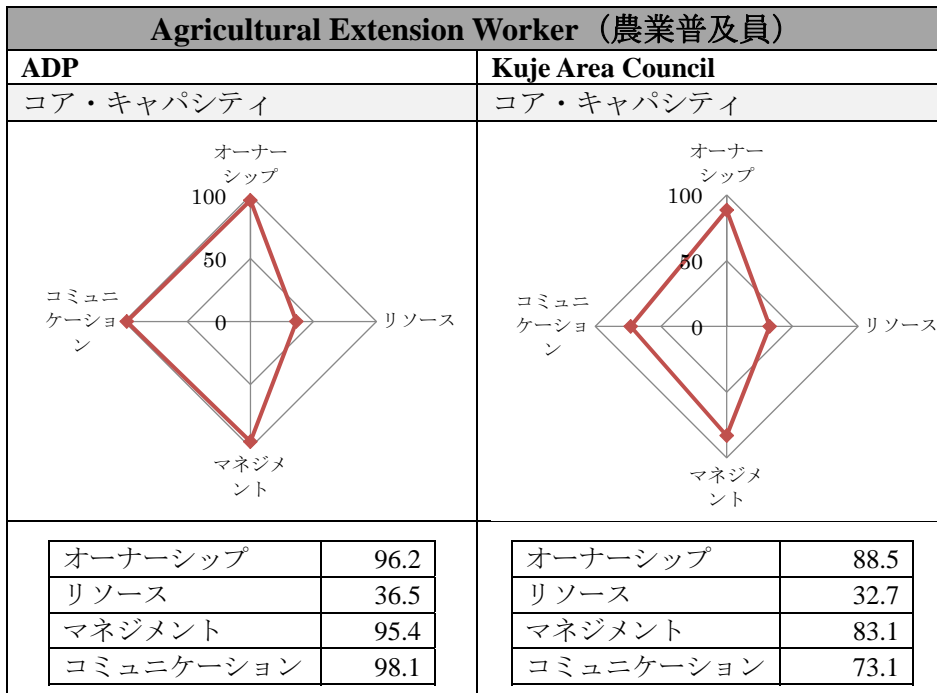 Agricultural Extension Worker（農業普及員）
ADP
Kuje Area Council
コア・キャパシティ
コア・キャパシティ
オーナー
シップ
100
50
0
コミュニ
ケーショ
ン
リソース
マネジメ
ント
オーナー
シップ
100
50
0
コミュニ
ケーショ
ン
リソース
マネジメ
ント
オーナーシップ 96.2
リソース 36.5
マネジメント 95.4
コミュニケーション 98.1
オーナーシップ 88.5
リソース 32.7
マネジメント 83.1
コミュニケーション 73.1